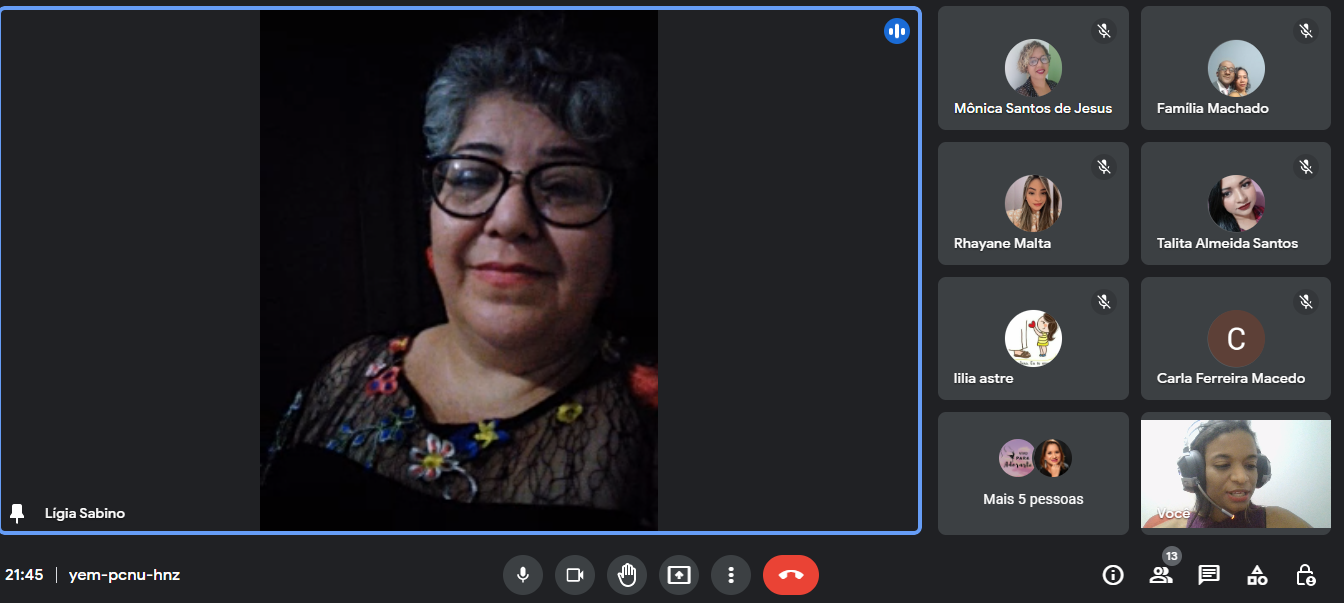 Lígia Sabino
Mônica Santos de Jesus
Família Machado
Rhayane Malta
Talita Almeida Santos
lilia astre
C
Carla Ferreira Macedo
Mais 5 pessoas
Você
21:45 | yem-pcnu-hnz
13